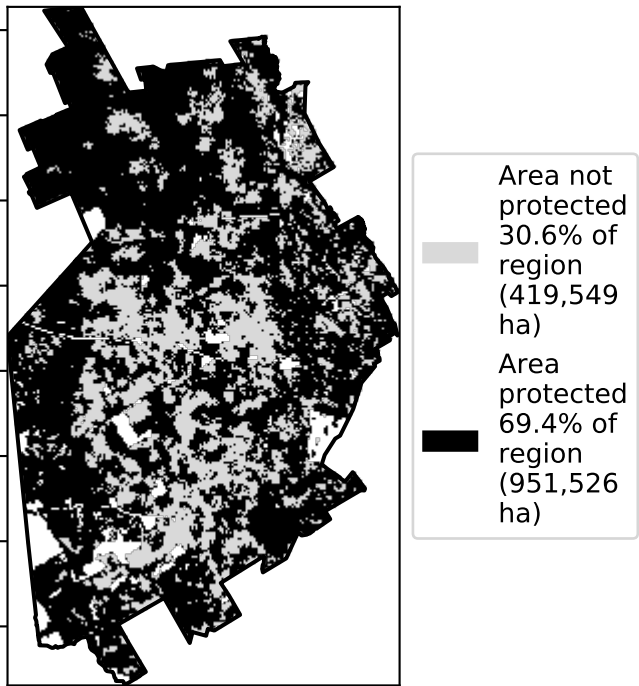 Area not
protected
30.6% of
region
(419,549
ha)
Area
protected
69.4% of
region
(951,526
ha)